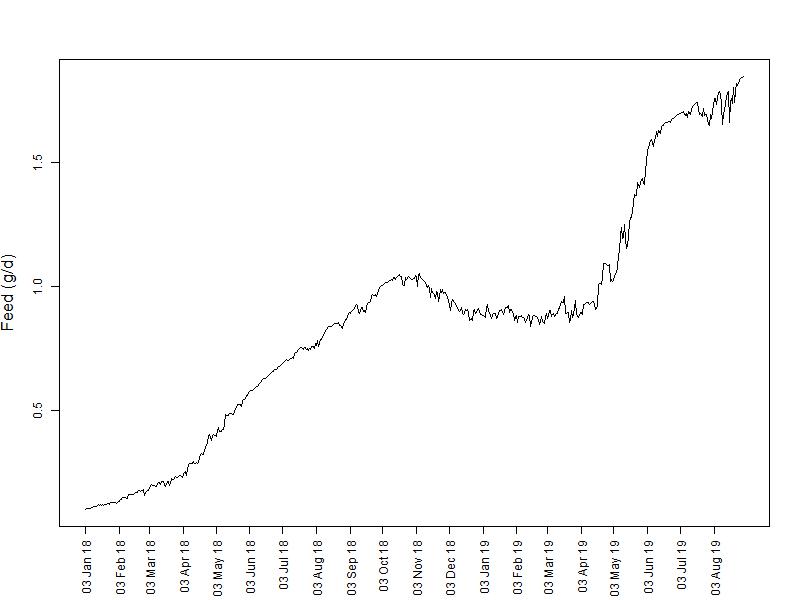 Feed (g/d)
1.5
1.0
0.5
03 Jan 18
03 Feb 18
03 Mar 18
03 Apr 18
03 May 18
03 Jun 18
03 Jul 18
03 Aug 18
03 Sep 18
03 Oct 18
03 Nov 18
03 Dec 18
03 Jan 19
03 Feb 19
03 Mar 19
03 Apr 19
03 May 19
03 Jun 19
03 Jul 19
03 Aug 19